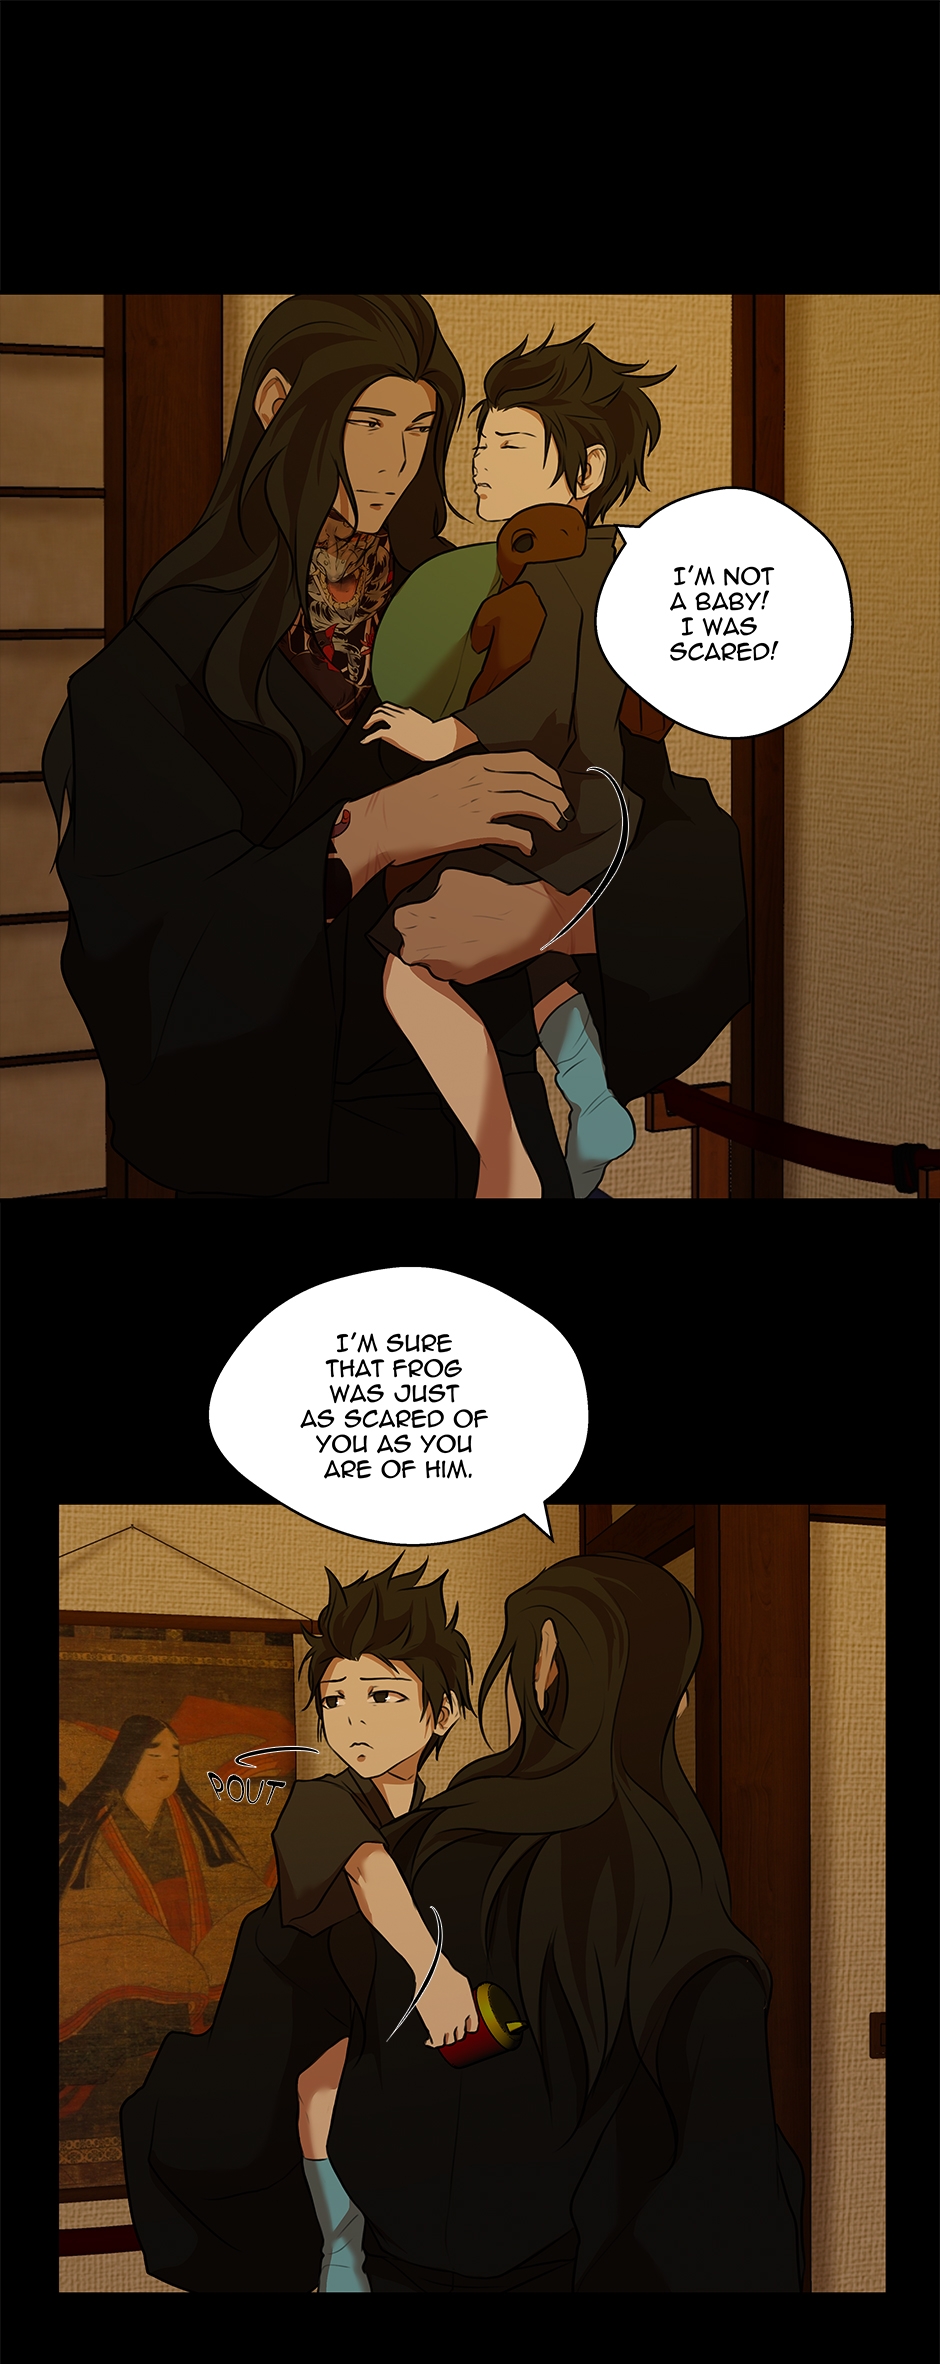 I'M NOT
A BABY!
I WAS
SCARED!
I'M SURE
THAT FROG
WAS JUST
AS SCARED OF
YOU AS YOU
ARE OF HIM.
POUT